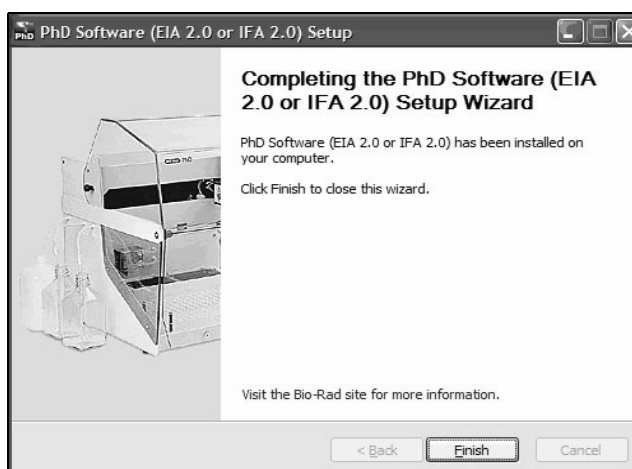 PhD
PhD Software (EIA 2.0 or IFA 2.0) Setup
Completing the PhD Software (EIA
2.0 or IFA 2.0) Setup Wizard
PhD Software (EIA 2.0 or IFA 2.0) has been installed on
your computer.
Click Finish to close this wizard.
PhD
Visit the Bio-Rad site for more information.
< Back
Finish
Cancel